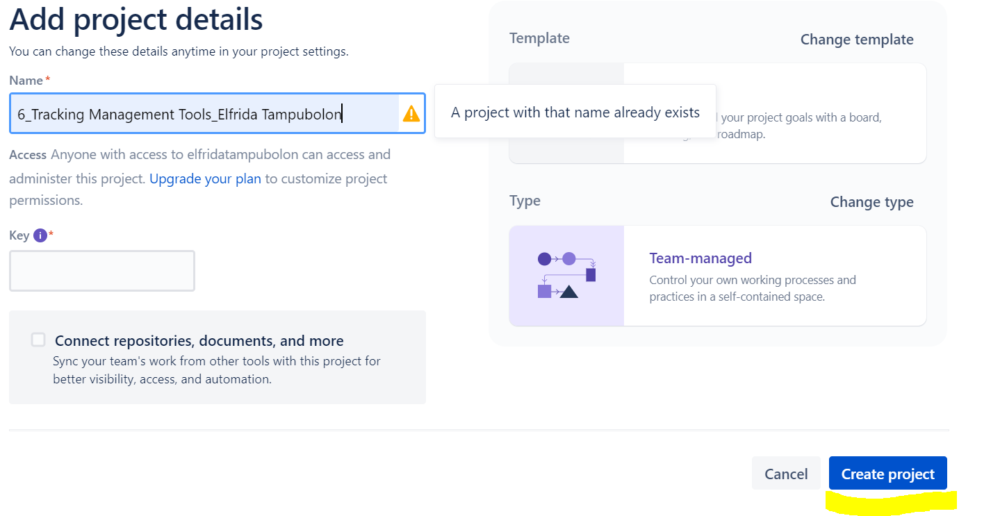 Add project details
You can change these details anytime in your project settings.
Name *
6_Tracking Management Tools_Elfrida Tampubolon
A project with that name already exists
Access Anyone with access to elfridatampubolon can access and
administer this project. Upgrade your plan to customize project
permissions.
Key i *
Connect repositories, documents, and more
Sync your team's work from other tools with this project for
better visibility, access, and automation.
Template
Change template
your project goals with a board,
roadmap.
Type
Change type
Team-managed
Control your own working processes and
practices in a self-contained space.
Cancel
Create project